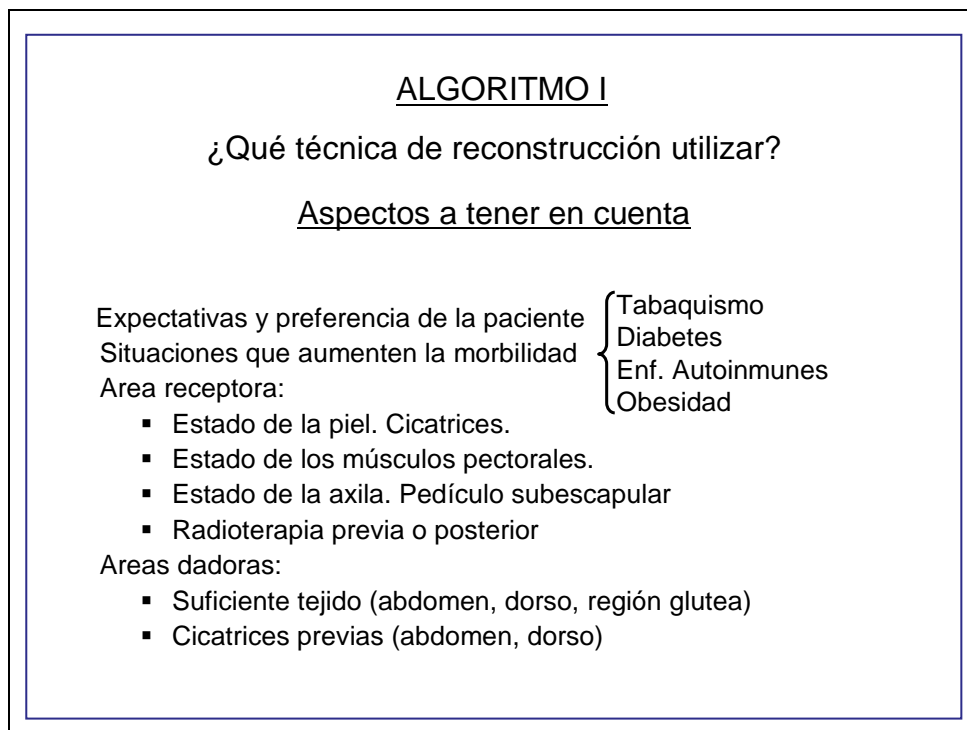 ALGORITMO I
¿Qué técnica de reconstrucción utilizar?
Aspectos a tener en cuenta
Expectativas y preferencia de la paciente
Situaciones que aumenten la morbilidad
Tabaquismo
Diabetes
Enf. Autoinmunes
Obesidad
Area receptora:
▪ Estado de la piel. Cicatrices.
▪ Estado de los músculos pectorales.
▪ Estado de la axila. Pedículo subescapular
▪ Radioterapia previa o posterior
Areas dadoras:
▪ Suficiente tejido (abdomen, dorso, región glutea)
▪ Cicatrices previas (abdomen, dorso)